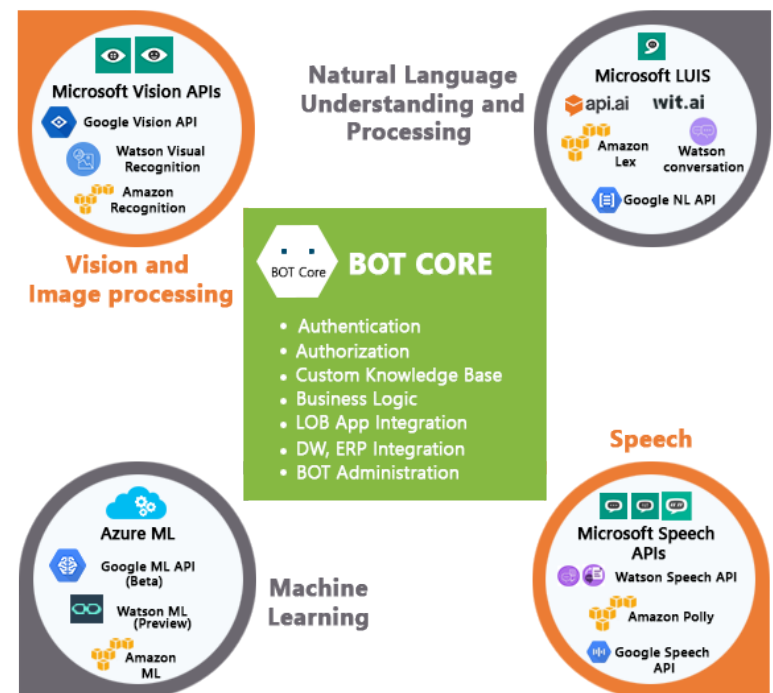 Microsoft Vision APIs
Google Vision API
Watson Visual
Recognition
Amazon
Recognition
Vision and
Image processing
Natural Language
Understanding and
Processing
Microsoft LUIS
api.ai
wit.ai
Amazon
Lex
Watson
conversation
Google NL API
BOT Core
BOT CORE
• Authentication
• Authorization
• Custom Knowledge Base
• Business Logic
• LOB App Integration
• DW, ERP Integration
• BOT Administration
Azure ML
Google ML API
(Beta)
Watson ML
(Preview)
Amazon
ML
Machine
Learning
Speech
Microsoft Speech
APIs
Watson Speech API
Amazon Polly
Google Speech
API